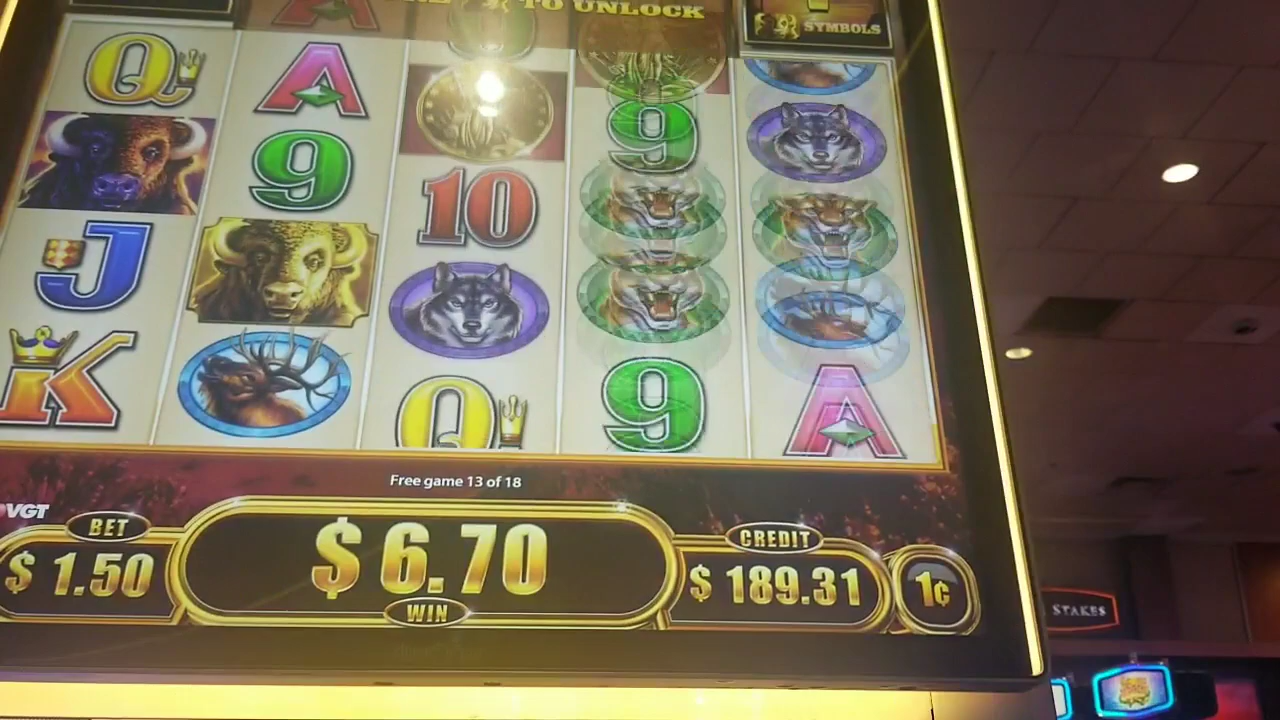 TO UNLOCK
SYMBOLS
Q A
9 9
J 10
K Q 9 A
Free game 13 of 18
VGT
BET
$ 1.50
$ 6.70
WIN
CREDIT
$ 189.31
1¢
STAKES